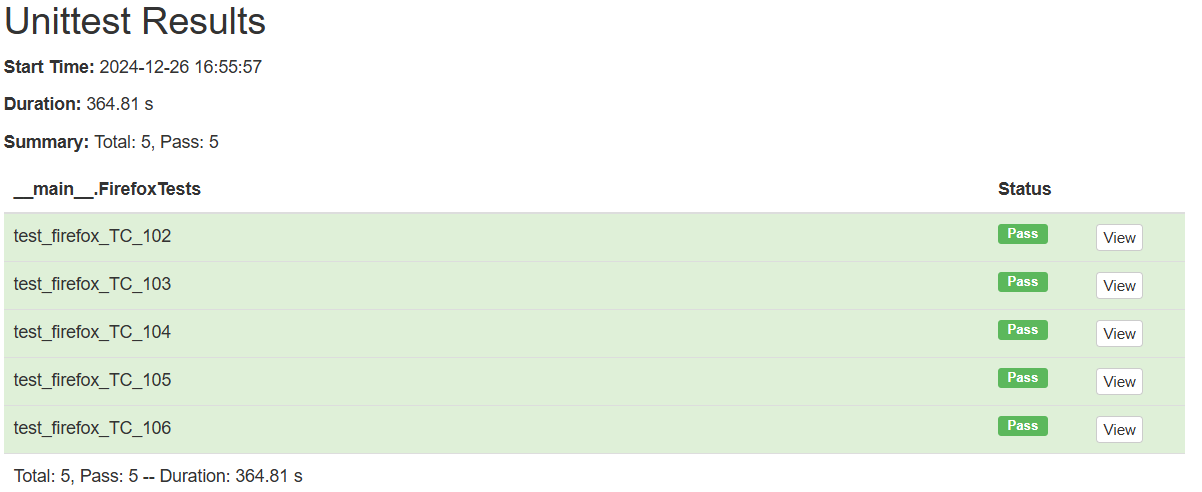 Unittest Results
Start Time: 2024-12-26 16:55:57
Duration: 364.81 s
Summary: Total: 5, Pass: 5
__main__.FirefoxTests Status
test_firefox_TC_102 Pass View
test_firefox_TC_103 Pass View
test_firefox_TC_104 Pass View
test_firefox_TC_105 Pass View
test_firefox_TC_106 Pass View
Total: 5, Pass: 5 -- Duration: 364.81 s